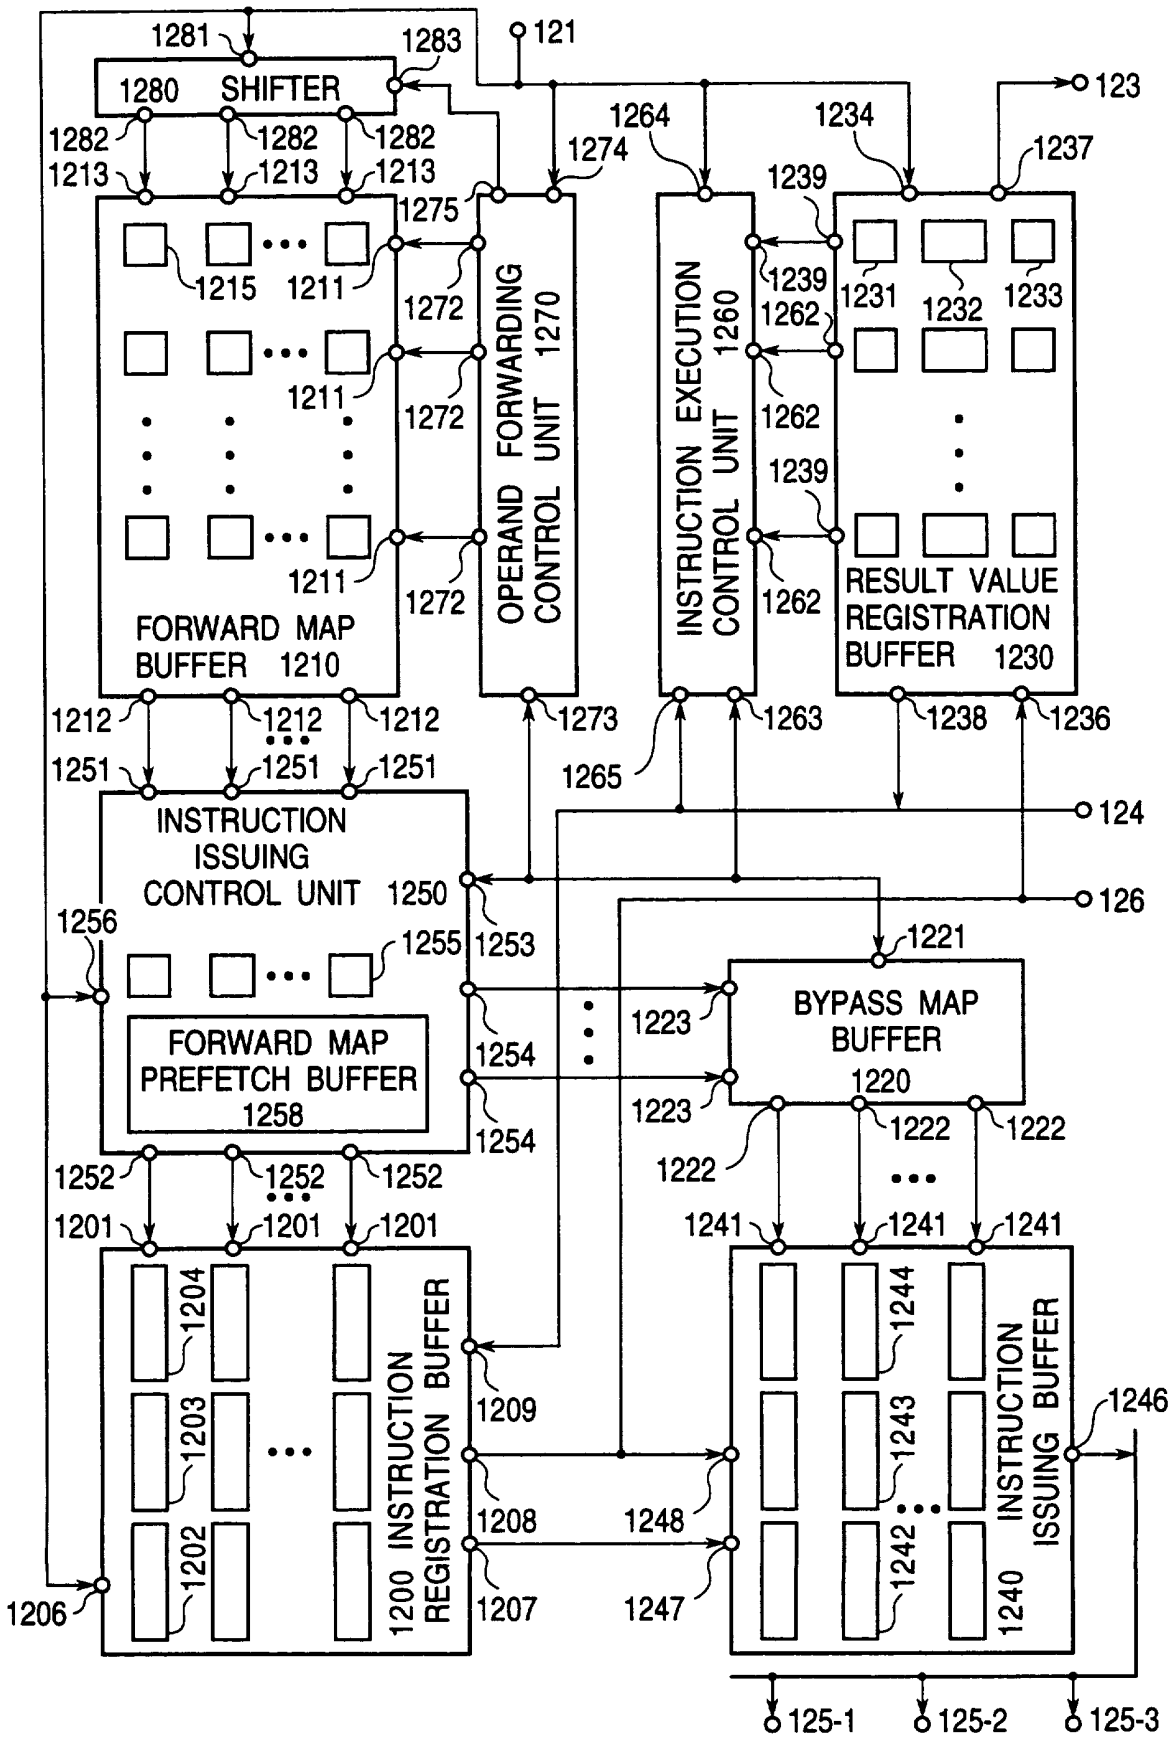 1281
1283
121
1280 SHIFTER
123
1282 1282 1282
1264
1234
1274
1237
1213 1213 1213
1275
1239
1215 1211
1272
1239
1231 1232 1233
1262
1211
1272
1262
1239
1211
1272
1262
OPERAND FORWARDING
CONTROL UNIT 1270
INSTRUCTION EXECUTION
CONTROL UNIT 1260
RESULT VALUE
REGISTRATION
BUFFER 1230
FORWARD MAP
BUFFER 1210
1212 1212 1212
1273
1263
1238 1236
1265
1251 1251 1251
124
INSTRUCTION
ISSUING
CONTROL UNIT 1250
126
1256
1255
1253
1221
BYPASS MAP
BUFFER
1220
1223
1254
FORWARD MAP
PREFETCH BUFFER
1258
1223
1254
1222 1222 1222
1252 1252 1252
1201 1201 1201
1241 1241 1241
1204
1203
1202
1200 INSTRUCTION
REGISTRATION BUFFER
1209
1208
1207
1206
1244
1243
1242
1240 INSTRUCTION
ISSUING BUFFER
1246
1248
1247
125-1 125-2 125-3